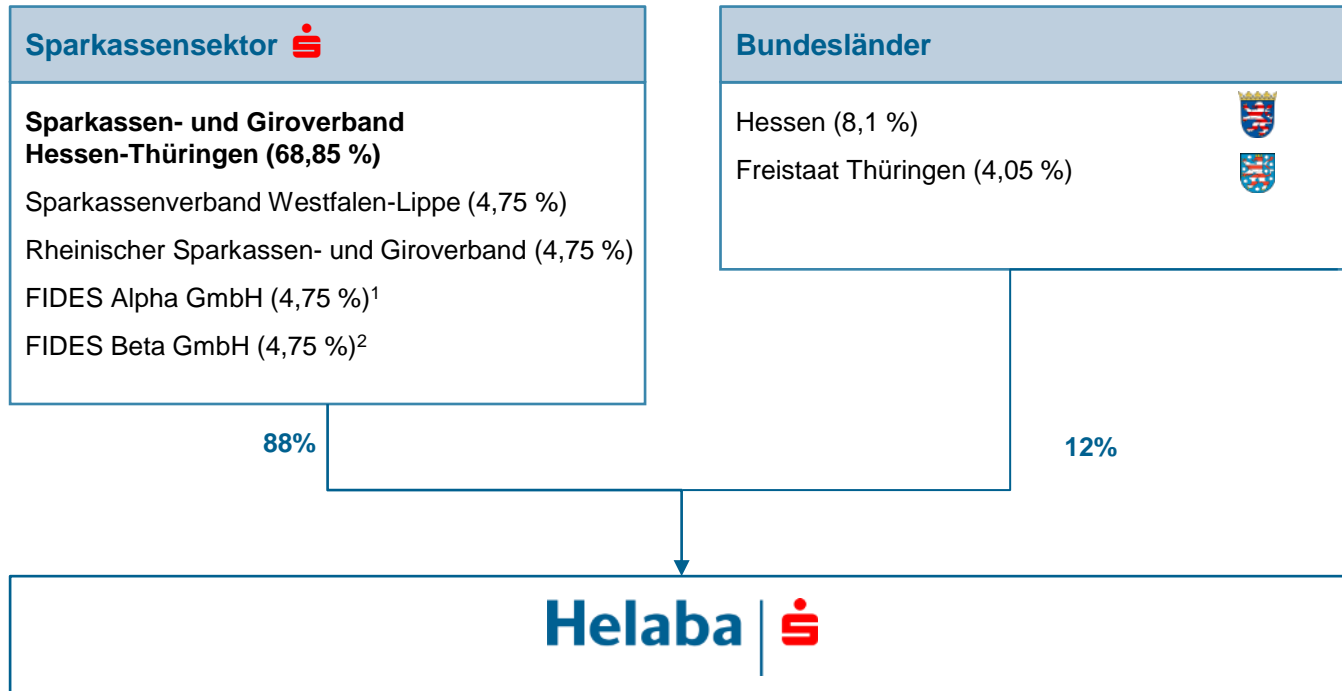 Sparkassensektor
Sparkassen- und Giroverband
Hessen-Thüringen (68,85 %)
Sparkassenverband Westfalen-Lippe (4,75 %)
Rheinischer Sparkassen- und Giroverband (4,75 %)
FIDES Alpha GmbH (4,75 %)¹
FIDES Beta GmbH (4,75 %)²
Bundesländer
Hessen (8,1 %)
Freistaat Thüringen (4,05 %)
88%
12%
Helaba